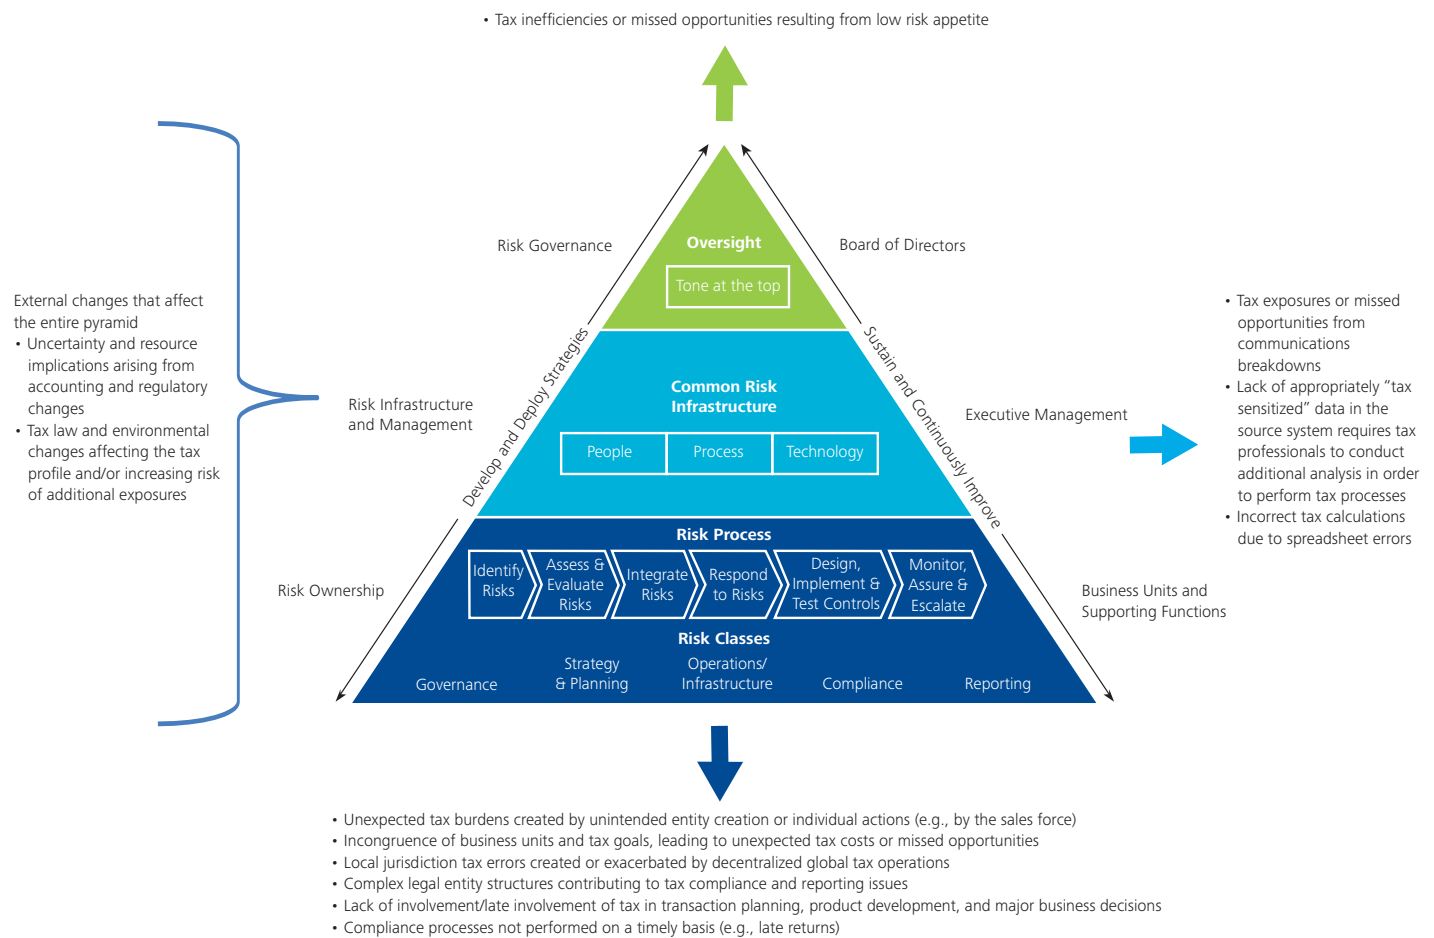 • Tax inefficiencies or missed opportunities resulting from low risk appetite
External changes that affect
the entire pyramid
• Uncertainty and resource
implications arising from
accounting and regulatory
changes
• Tax law and environmental
changes affecting the tax
profile and/or increasing risk
of additional exposures
Risk Governance
Risk Infrastructure
and Management
Risk Ownership
Develop and Deploy Strategies
Oversight
Tone at the top
Common Risk
Infrastructure
People
Process
Technology
Risk Process
Identify
Risks
Assess &
Evaluate
Risks
Integrate
Risks
Respond
to Risks
Design,
Implement &
Test Controls
Monitor,
Assure &
Escalate
Risk Classes
Governance
Strategy
& Planning
Operations/
Infrastructure
Compliance
Reporting
Sustain and Continuously Improve
Board of Directors
Executive Management
Business Units and
Supporting Functions
• Tax exposures or missed
opportunities from
communications
breakdowns
• Lack of appropriately “tax
sensitized” data in the
source system requires tax
professionals to conduct
additional analysis in order
to perform tax processes
• Incorrect tax calculations
due to spreadsheet errors
• Unexpected tax burdens created by unintended entity creation or individual actions (e.g., by the sales force)
• Incongruence of business units and tax goals, leading to unexpected tax costs or missed opportunities
• Local jurisdiction tax errors created or exacerbated by decentralized global tax operations
• Complex legal entity structures contributing to tax compliance and reporting issues
• Lack of involvement/late involvement of tax in transaction planning, product development, and major business decisions
• Compliance processes not performed on a timely basis (e.g., late returns)